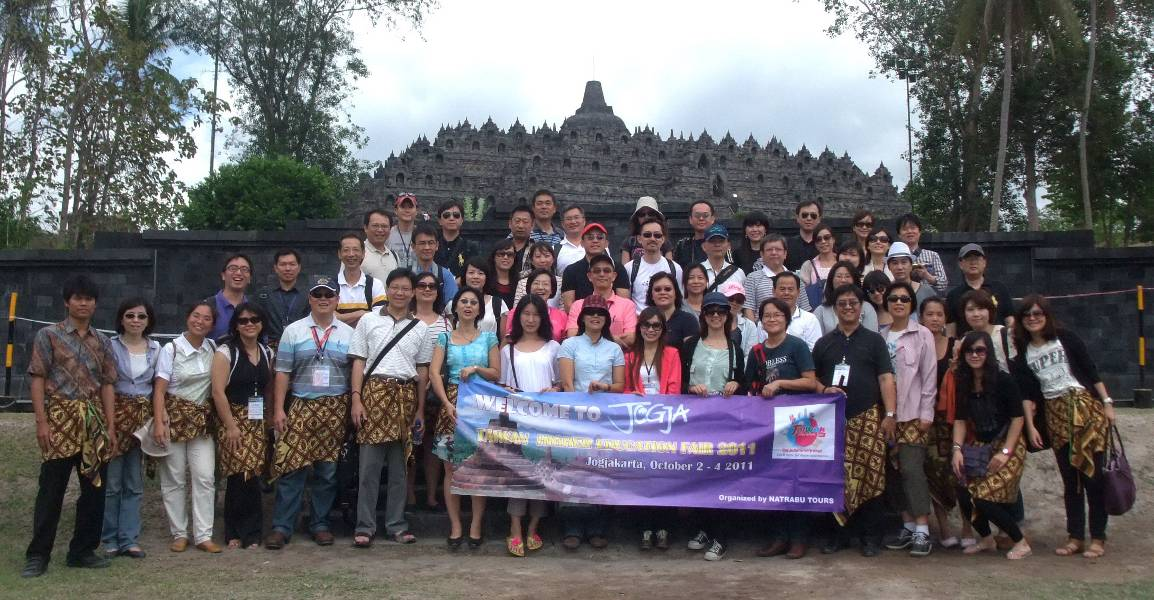 WELCOME TO JOGJA
TAIWAN HIGHER EDUCATION FAIR 2011
Jogjakarta, October 2 - 4 2011
Organized by NATRABU TOURS